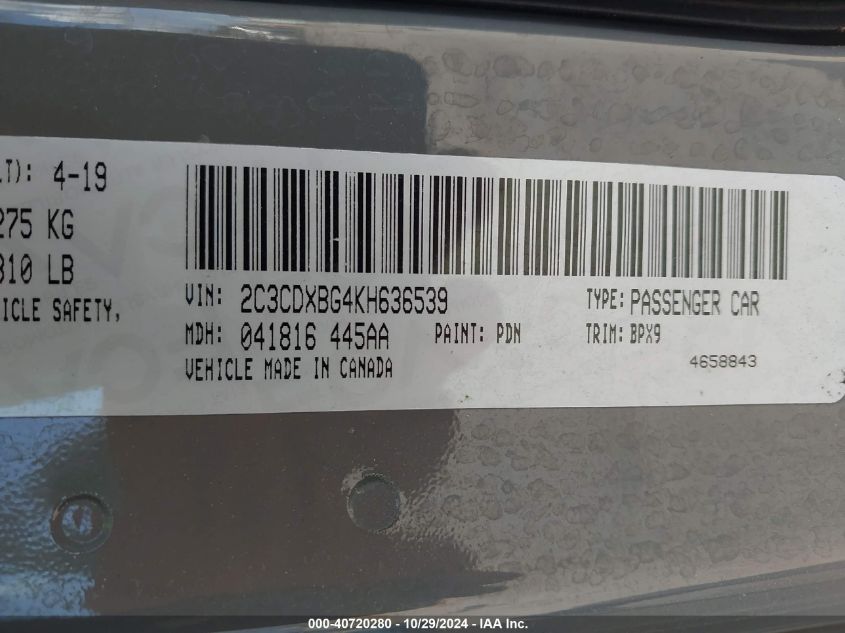 LT): 4-19
275 KG
310 LB
ICLE SAFETY,
VIN: 2C3CDXBG4KH636539 TYPE: PASSENGER CAR
MDH: 041816 445AA PAINT: PDN TRIM: BPX9
VEHICLE MADE IN CANADA 4658843
000-40720280 - 10/29/2024 - IAA Inc.